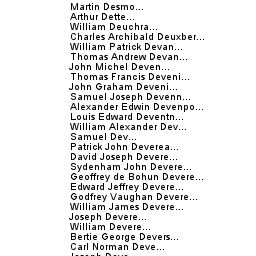 Martin Desmo...
Arthur Dette...
William Deuchra...
Charles Archibald Deuxber...
William Patrick Devan...
Thomas Andrew Devan...
John Michel Deven...
Thomas Francis Deveni...
John Graham Deveni...
Samuel Joseph Devenn...
Alexander Edwin Devenpo...
Louis Edward Deventn...
William Alexander Dev...
Samuel Dev...
Patrick John Deverea...
David Joseph Devere...
Sydenham John Devere...
Geoffrey de Bohun Devere...
Edward Jeffrey Devere...
Godfrey Vaughan Devere...
William James Devere...
Joseph Devere...
William Devere...
Bertie George Devers...
Carl Norman Deve...